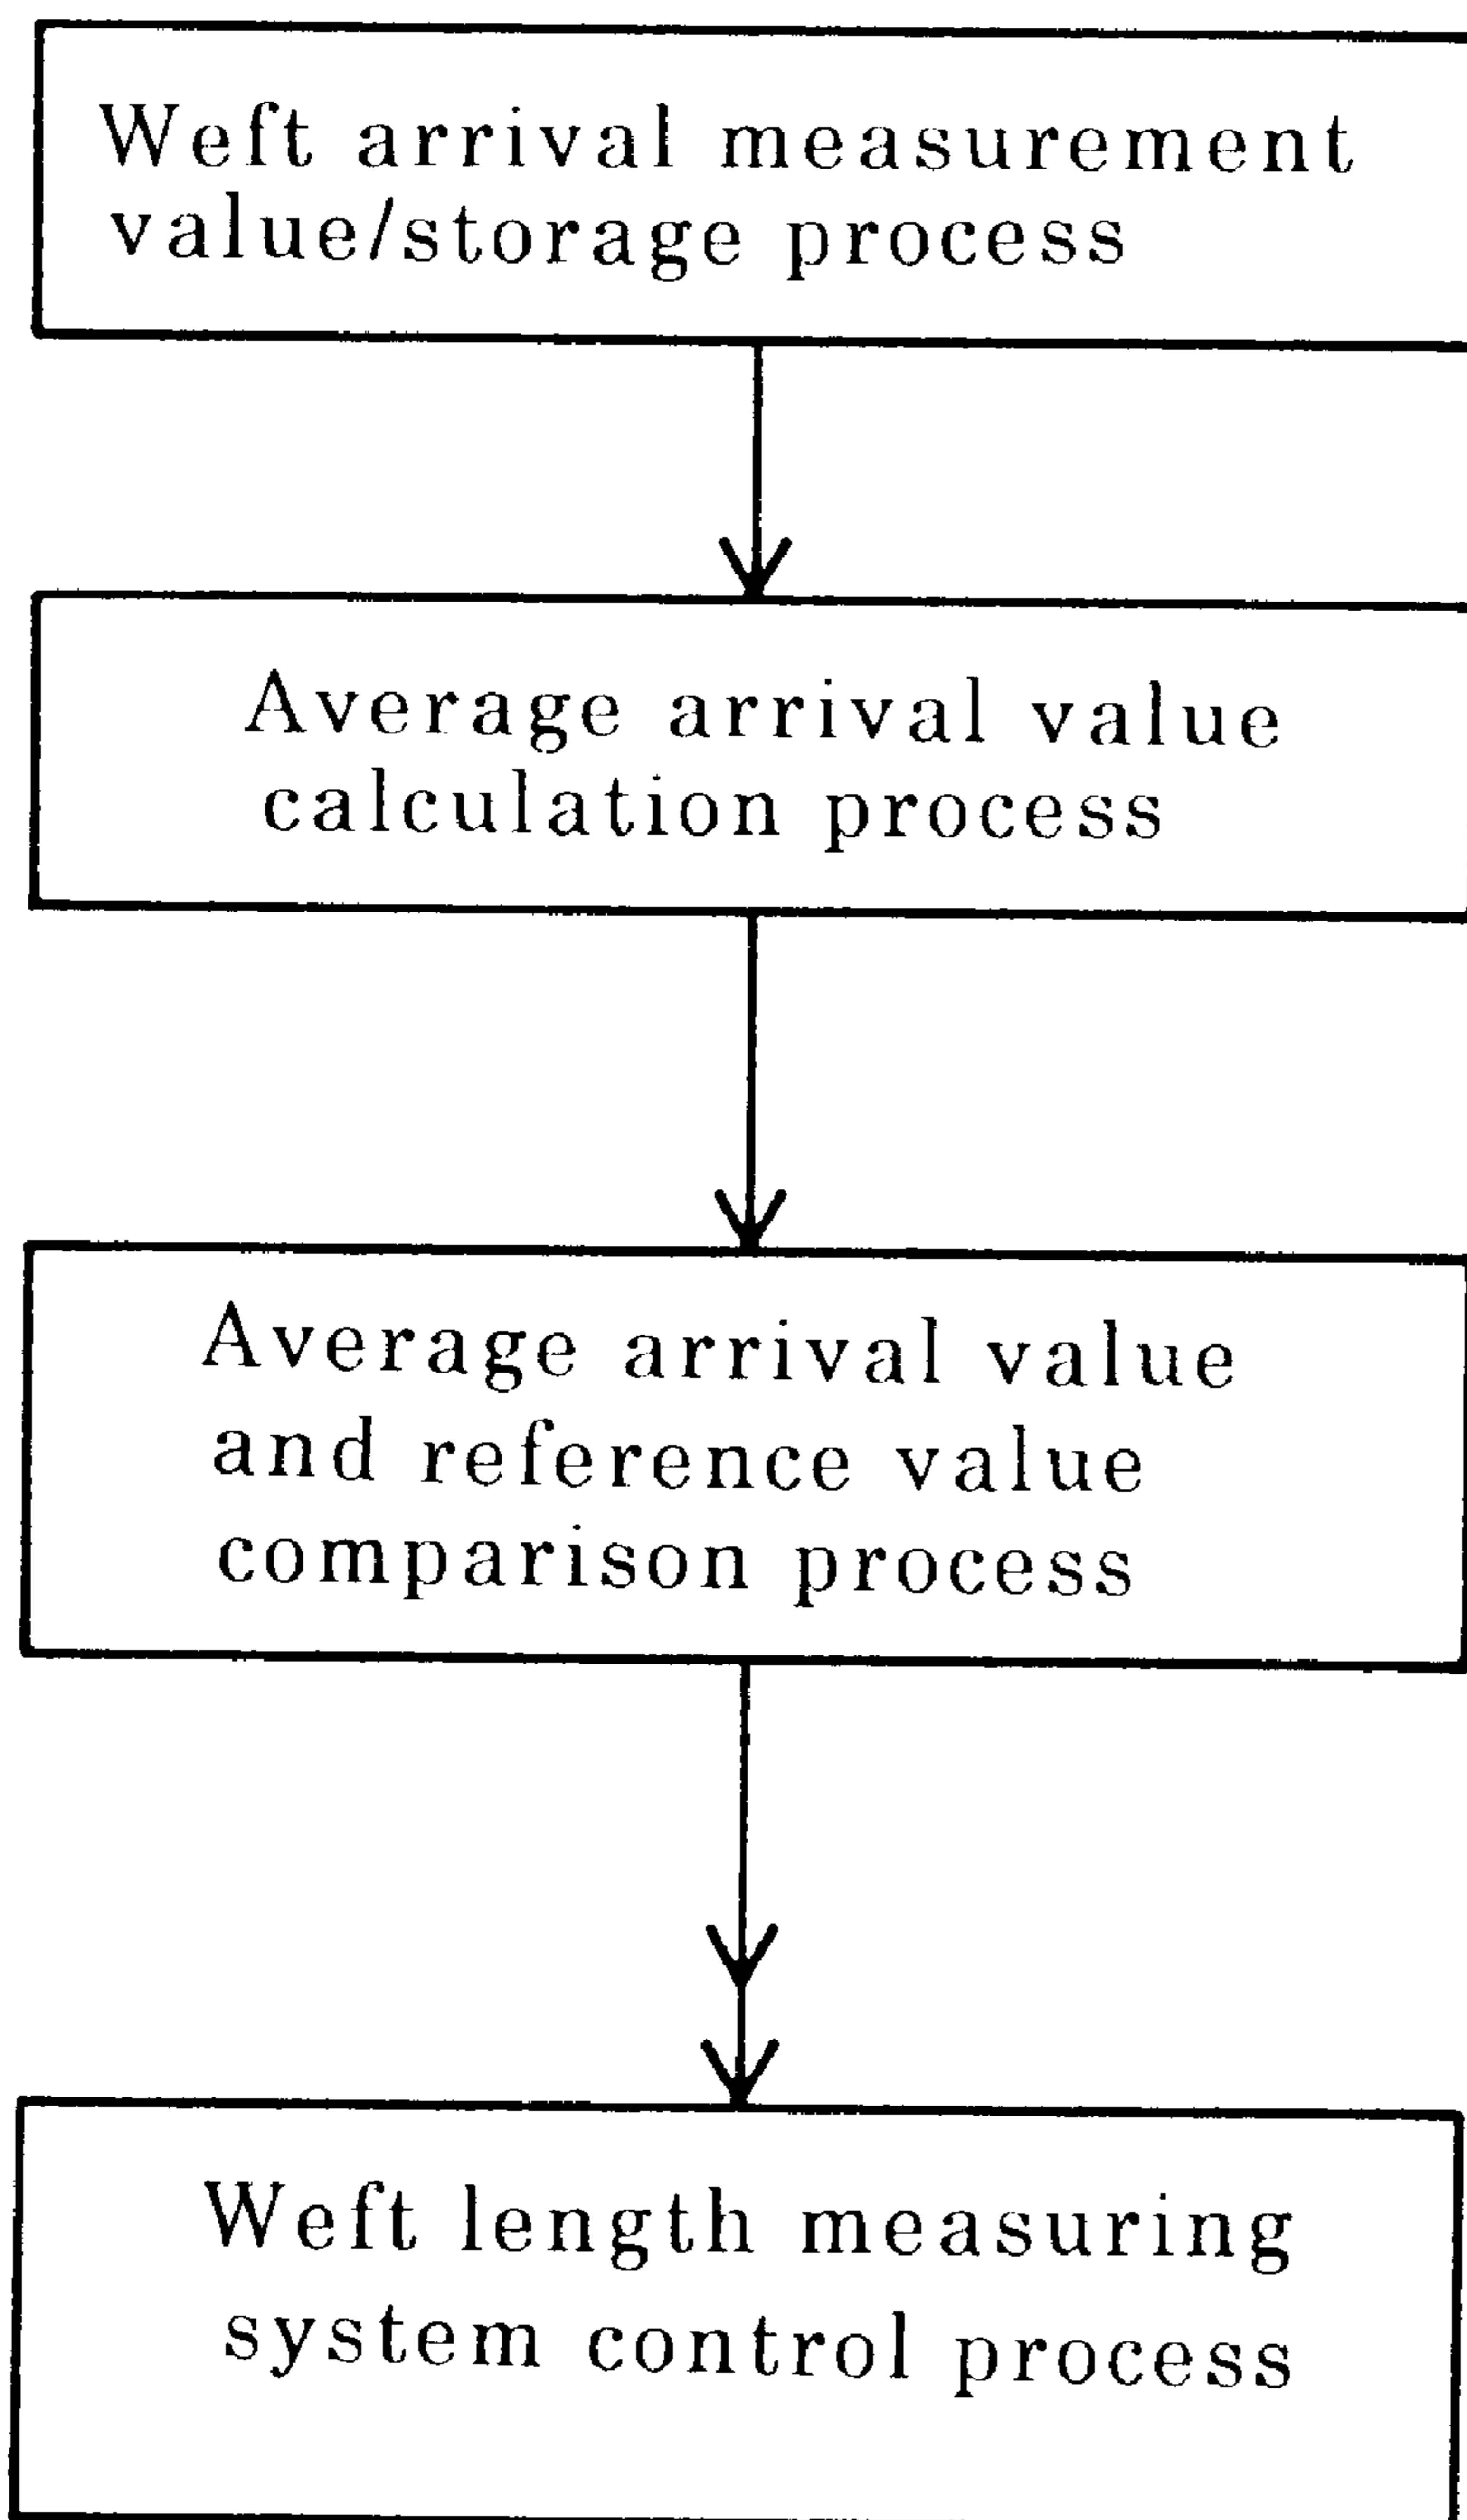 Weft arrival measurement
value/storage process
Average arrival value
calculation process
Average arrival value
and reference value
comparison process
Weft length measuring
system control process